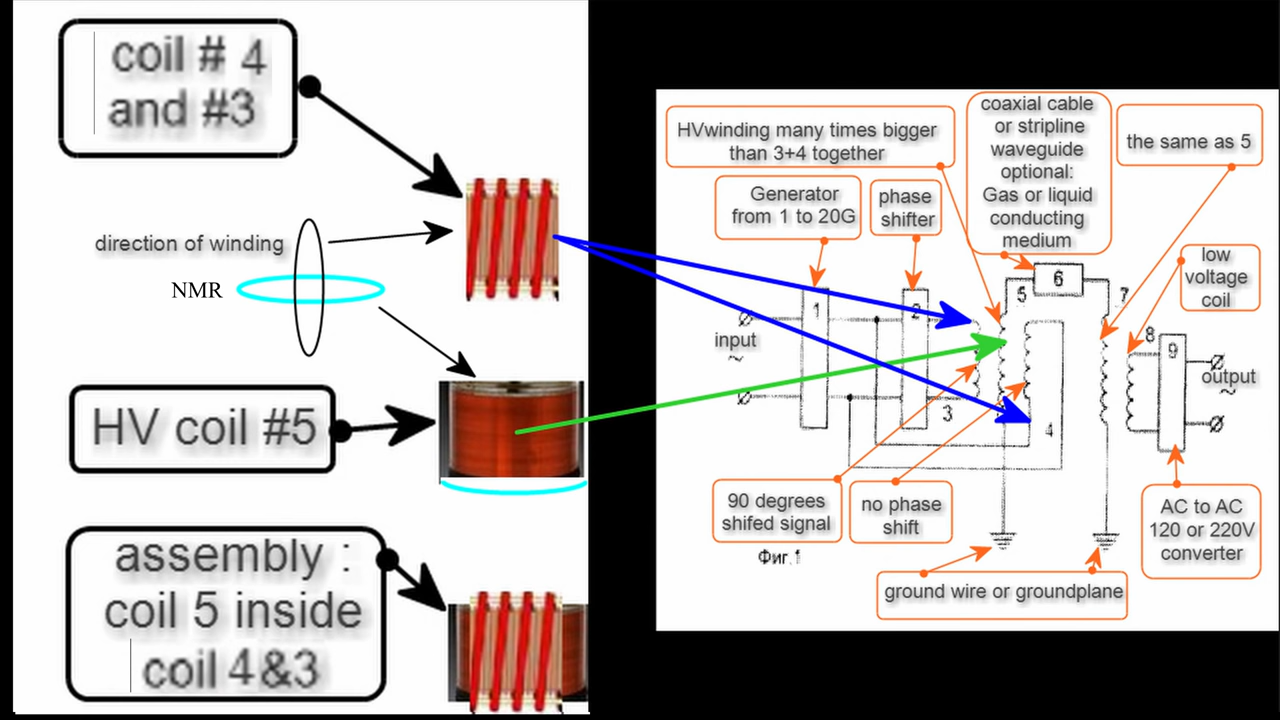 coil # 4
and #3
direction of winding
NMR
HV coil #5
assembly :
coil 5 inside
coil 4&3
HVwinding many times bigger
than 3+4 together
coaxial cable
or stripline
waveguide
optional:
Gas or liquid
conducting
medium
the same as 5
Generator
from 1 to 20G
phase
shifter
low
voltage
coil
1
2
5
6
7
8
9
input
~
output
~
3
4
90 degrees
shifed signal
no phase
shift
AC to AC
120 or 220V
converter
Фиг.1
ground wire or groundplane